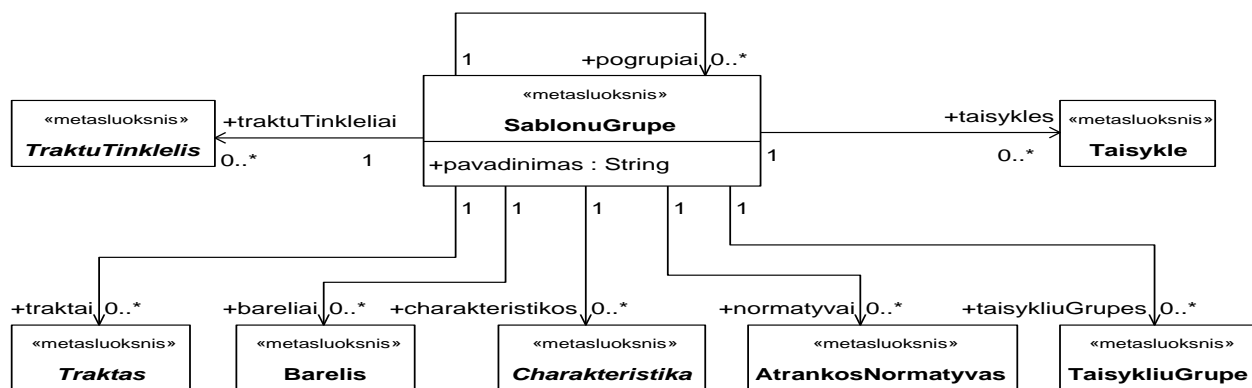 1
+pogrupiai 0..*
«metasluoksnis»
SablonuGrupe
+pavadinimas : String
«metasluoksnis»
TraktuTinklelis
+traktuTinkleliai
0..*
1
+taisykles
1
0..*
«metasluoksnis»
Taisykle
1
1
1
1
1
+traktai 0..*
+bareliai 0..*
+charakteristikos 0..*
+normatyvai 0..*
+taisykliuGrupes 0..*
«metasluoksnis»
Traktas
«metasluoksnis»
Barelis
«metasluoksnis»
Charakteristika
«metasluoksnis»
AtrankosNormatyvas
«metasluoksnis»
TaisykliuGrupe